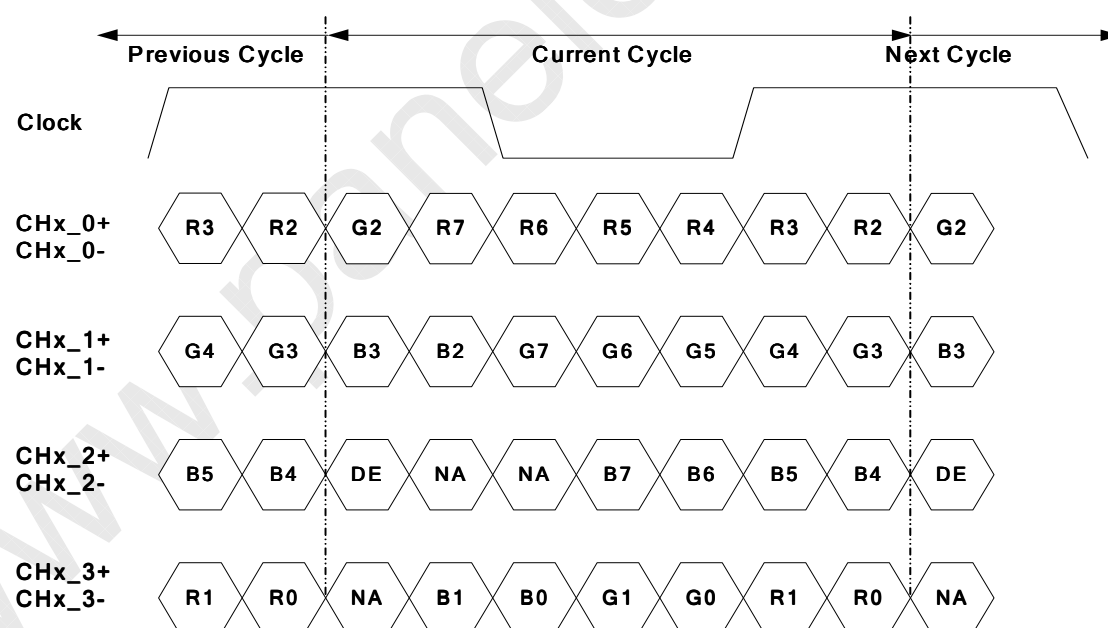 Previous Cycle Current Cycle Next Cycle
Clock
CHx_0+
CHx_0-
R3 R2 G2 R7 R6 R5 R4 R3 R2 G2
CHx_1+
CHx_1-
G4 G3 B3 B2 G7 G6 G5 G4 G3 B3
CHx_2+
CHx_2-
B5 B4 DE NA NA B7 B6 B5 B4 DE
CHx_3+
CHx_3-
R1 R0 NA B1 B0 G1 G0 R1 R0 NA